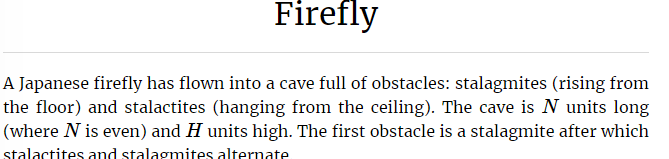 Firefly
A Japanese firefly has flown into a cave full of obstacles: stalagmites (rising from
the floor) and stalactites (hanging from the ceiling). The cave is N units long
(where N is even) and H units high. The first obstacle is a stalagmite after which
stalactites and stalagmites alternate